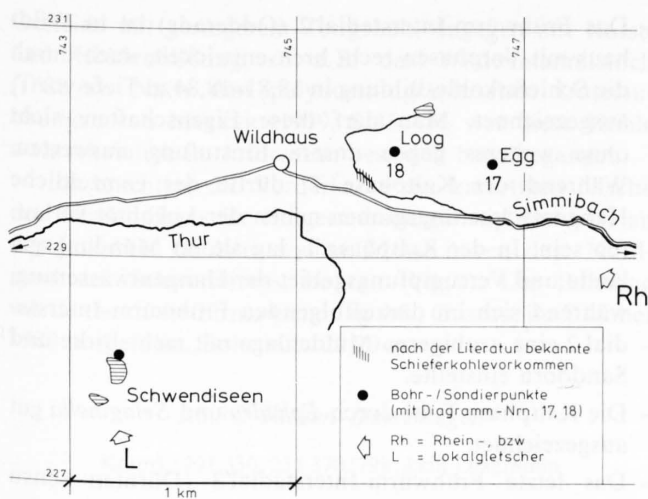 231
743
745
747
Wildhaus
Loog
18
Egg
17
Simmibach
Thur
229
Rh
Schwendiseen
L
227
1 km
nach der Literatur bekannte
Schieferkohlevorkommen
Bohr-/Sondierpunkte
(mit Diagramm-Nrn. 17, 18)
Rh = Rhein-, bzw
L = Lokalgletscher